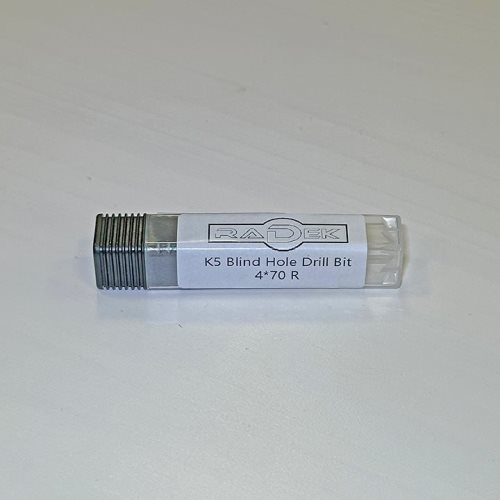 RADEK
K5 Blind Hole Drill Bit
4*70 R